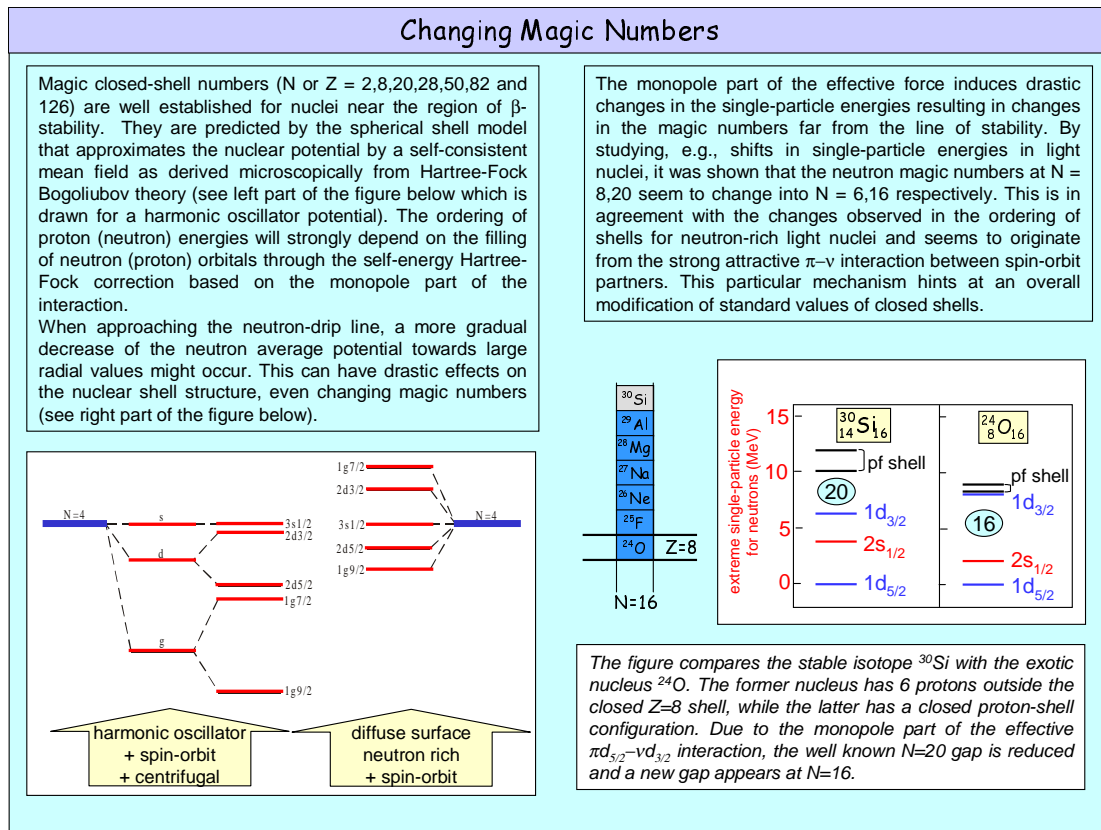 Changing Magic Numbers
Magic closed-shell numbers (N or Z = 2,8,20,28,50,82 and
126) are well established for nuclei near the region of β-
stability. They are predicted by the spherical shell model
that approximates the nuclear potential by a self-consistent
mean field as derived microscopically from Hartree-Fock
Bogoliubov theory (see left part of the figure below which is
drawn for a harmonic oscillator potential). The ordering of
proton (neutron) energies will strongly depend on the filling
of neutron (proton) orbitals through the self-energy Hartree-
Fock correction based on the monopole part of the
interaction.
When approaching the neutron-drip line, a more gradual
decrease of the neutron average potential towards large
radial values might occur. This can have drastic effects on
the nuclear shell structure, even changing magic numbers
(see right part of the figure below).
N=4
s
d
g
3s1/2
2d3/2
2d5/2
1g7/2
1g9/2
1g7/2
2d3/2
3s1/2
2d5/2
1g9/2
N=4
harmonic oscillator
+ spin-orbit
+ centrifugal
diffuse surface
neutron rich
+ spin-orbit
The monopole part of the effective force induces drastic
changes in the single-particle energies resulting in changes
in the magic numbers far from the line of stability. By
studying, e.g., shifts in single-particle energies in light
nuclei, it was shown that the neutron magic numbers at N =
8,20 seem to change into N = 6,16 respectively. This is in
agreement with the changes observed in the ordering of
shells for neutron-rich light nuclei and seems to originate
from the strong attractive π–ν interaction between spin-orbit
partners. This particular mechanism hints at an overall
modification of standard values of closed shells.
³⁰Si
²⁹Al
²⁸Mg
²⁷Na
²⁶Ne
²⁵F
²⁴O
Z=8
N=16
extreme single-particle energy
for neutrons (MeV)
15
10
5
0
³⁰₁₄Si₁₆
pf shell
20
1d₃/₂
2s₁/₂
1d₅/₂
²⁴₈O₁₆
pf shell
1d₃/₂
16
2s₁/₂
1d₅/₂
The figure compares the stable isotope ³⁰Si with the exotic
nucleus ²⁴O. The former nucleus has 6 protons outside the
closed Z=8 shell, while the latter has a closed proton-shell
configuration. Due to the monopole part of the effective
πd₅/₂–νd₃/₂ interaction, the well known N=20 gap is reduced
and a new gap appears at N=16.